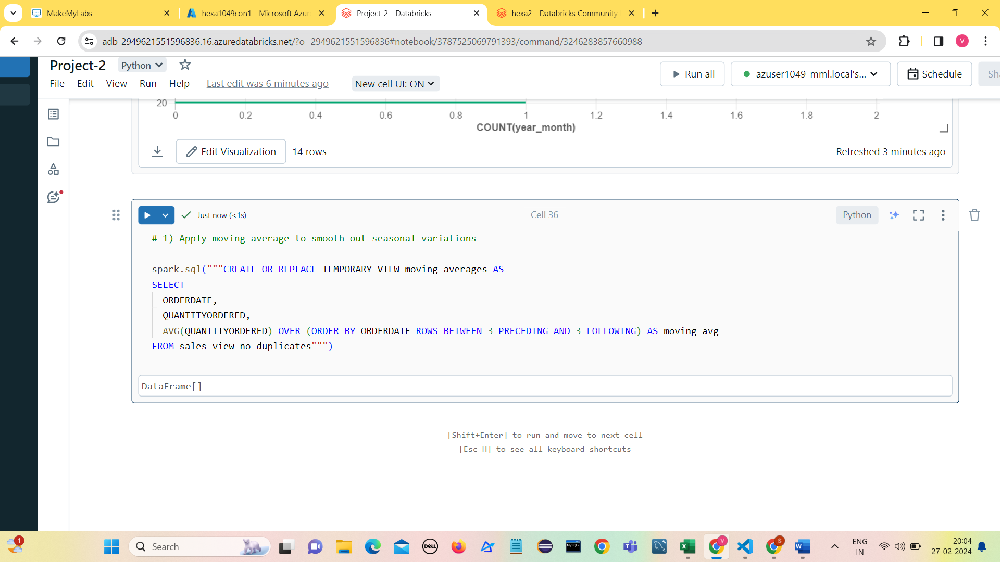 MakeMyLabs
hexa1049con1 - Microsoft Azur
Project-2 - Databricks
hexa2 - Databricks Community
adb-2949621551596836.16.azuredatabricks.net/?o=2949621551596836#notebook/3787525069791393/command/3246283857660988
V
Project-2
Python
File
Edit
View
Run
Help
Last edit was 6 minutes ago
New cell UI: ON
Run all
azuser1049_mml.local's...
Schedule
Sha
20
0 0.2 0.4 0.6 0.8 1 1.2 1.4 1.6 1.8 2
COUNT(year_month)
Edit Visualization
14 rows
Refreshed 3 minutes ago
Just now (<1s)
Cell 36
Python
# 1) Apply moving average to smooth out seasonal variations
spark.sql("""CREATE OR REPLACE TEMPORARY VIEW moving_averages AS
SELECT
ORDERDATE,
QUANTITYORDERED,
AVG(QUANTITYORDERED) OVER (ORDER BY ORDERDATE ROWS BETWEEN 3 PRECEDING AND 3 FOLLOWING) AS moving_avg
FROM sales_view_no_duplicates""")
DataFrame[]
[Shift+Enter] to run and move to next cell
[Esc H] to see all keyboard shortcuts
1
Search
DELL
MySQL
V
S
ENG
IN
20:04
27-02-2024